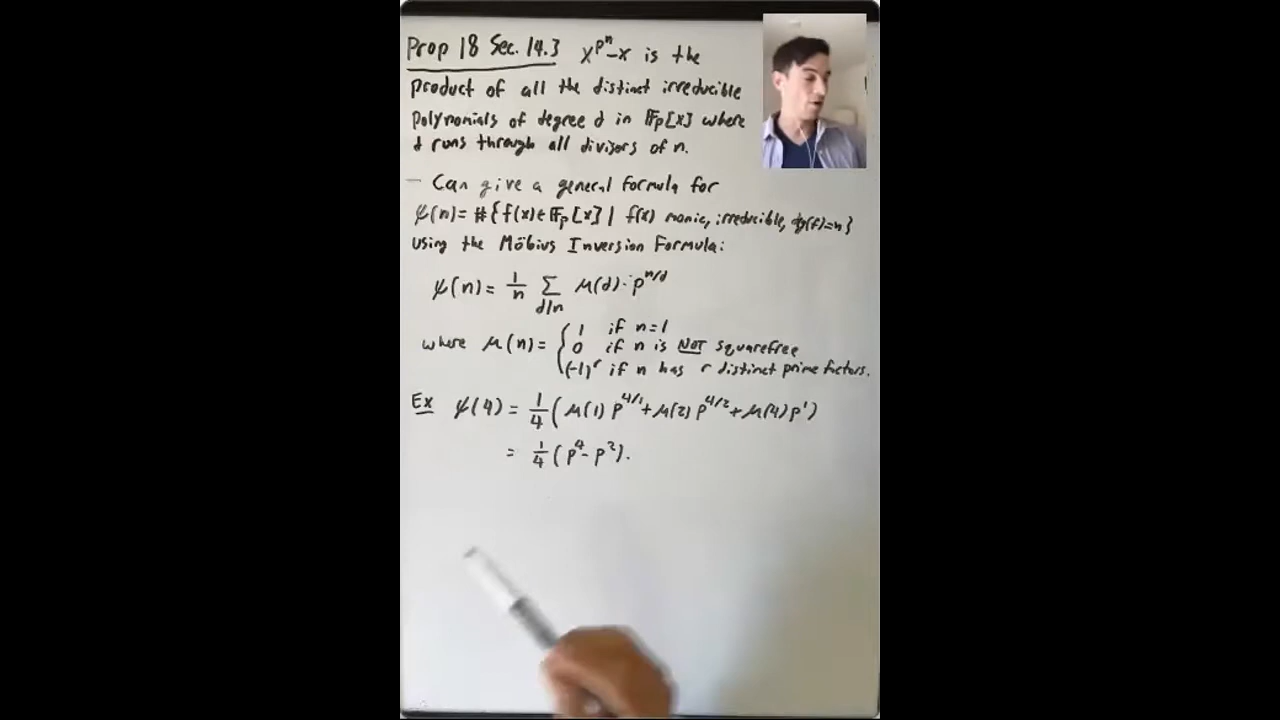 Prop 18 Sec. 14.3 x^{p^n}-x is the
product of all the distinct irreducible
polynomials of degree d in 𝔽p[x] where
d runs through all divisors of n.
— Can give a general formula for
ψ(n) = #{f(x)∈𝔽p[x] | f(x) monic, irreducible, deg(f)=n}
using the Möbius Inversion Formula:
ψ(n) = 1/n Σ_{d|n} μ(d)·p^{n/d}
where μ(n) = { 1 if n=1
0 if n is NOT squarefree
(-1)^r if n has r distinct prime factors.
Ex ψ(4) = 1/4 (μ(1) p^{4/1} + μ(2) p^{4/2} + μ(4) p^1)
= 1/4 (p^4 - p^2).